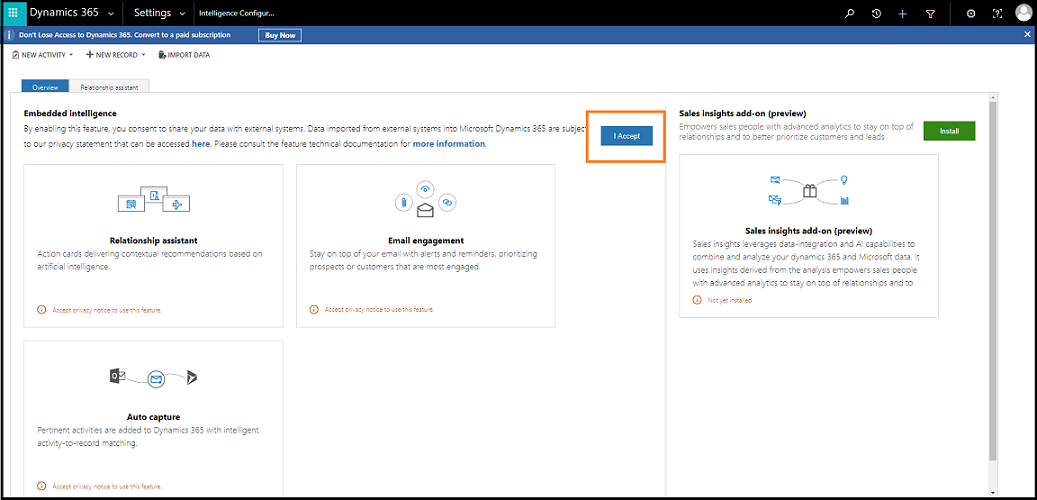 Dynamics 365 Settings Intelligence Configur...
Don't Lose Access to Dynamics 365. Convert to a paid subscription Buy Now
NEW ACTIVITY NEW RECORD IMPORT DATA
Overview Relationship assistant
Embedded intelligence
By enabling this feature, you consent to share your data with external systems. Data imported from external systems into Microsoft Dynamics 365 are subject
to our privacy statement that can be accessed here. Please consult the feature technical documentation for more information.
I Accept
Sales insights add-on (preview)
Empowers sales people with advanced analytics to stay on top of
relationships and to better prioritize customers and leads
Install
Relationship assistant
Action cards delivering contextual recommendations based on
artificial intelligence.
Accept privacy notice to use this feature.
Email engagement
Stay on top of your email with alerts and reminders, prioritizing
prospects or customers that are most engaged.
Accept privacy notice to use this feature.
Sales insights add-on (preview)
Sales insights leverages data-integration and AI capabilities to
combine and analyze your dynamics 365 and Microsoft data. It
uses insights derived from the analysis empowers sales people
with advanced analytics to stay on top of relationships and to
Not yet installed
Auto capture
Pertinent activities are added to Dynamics 365 with intelligent
activity-to-record matching.
Accept privacy notice to use this feature.